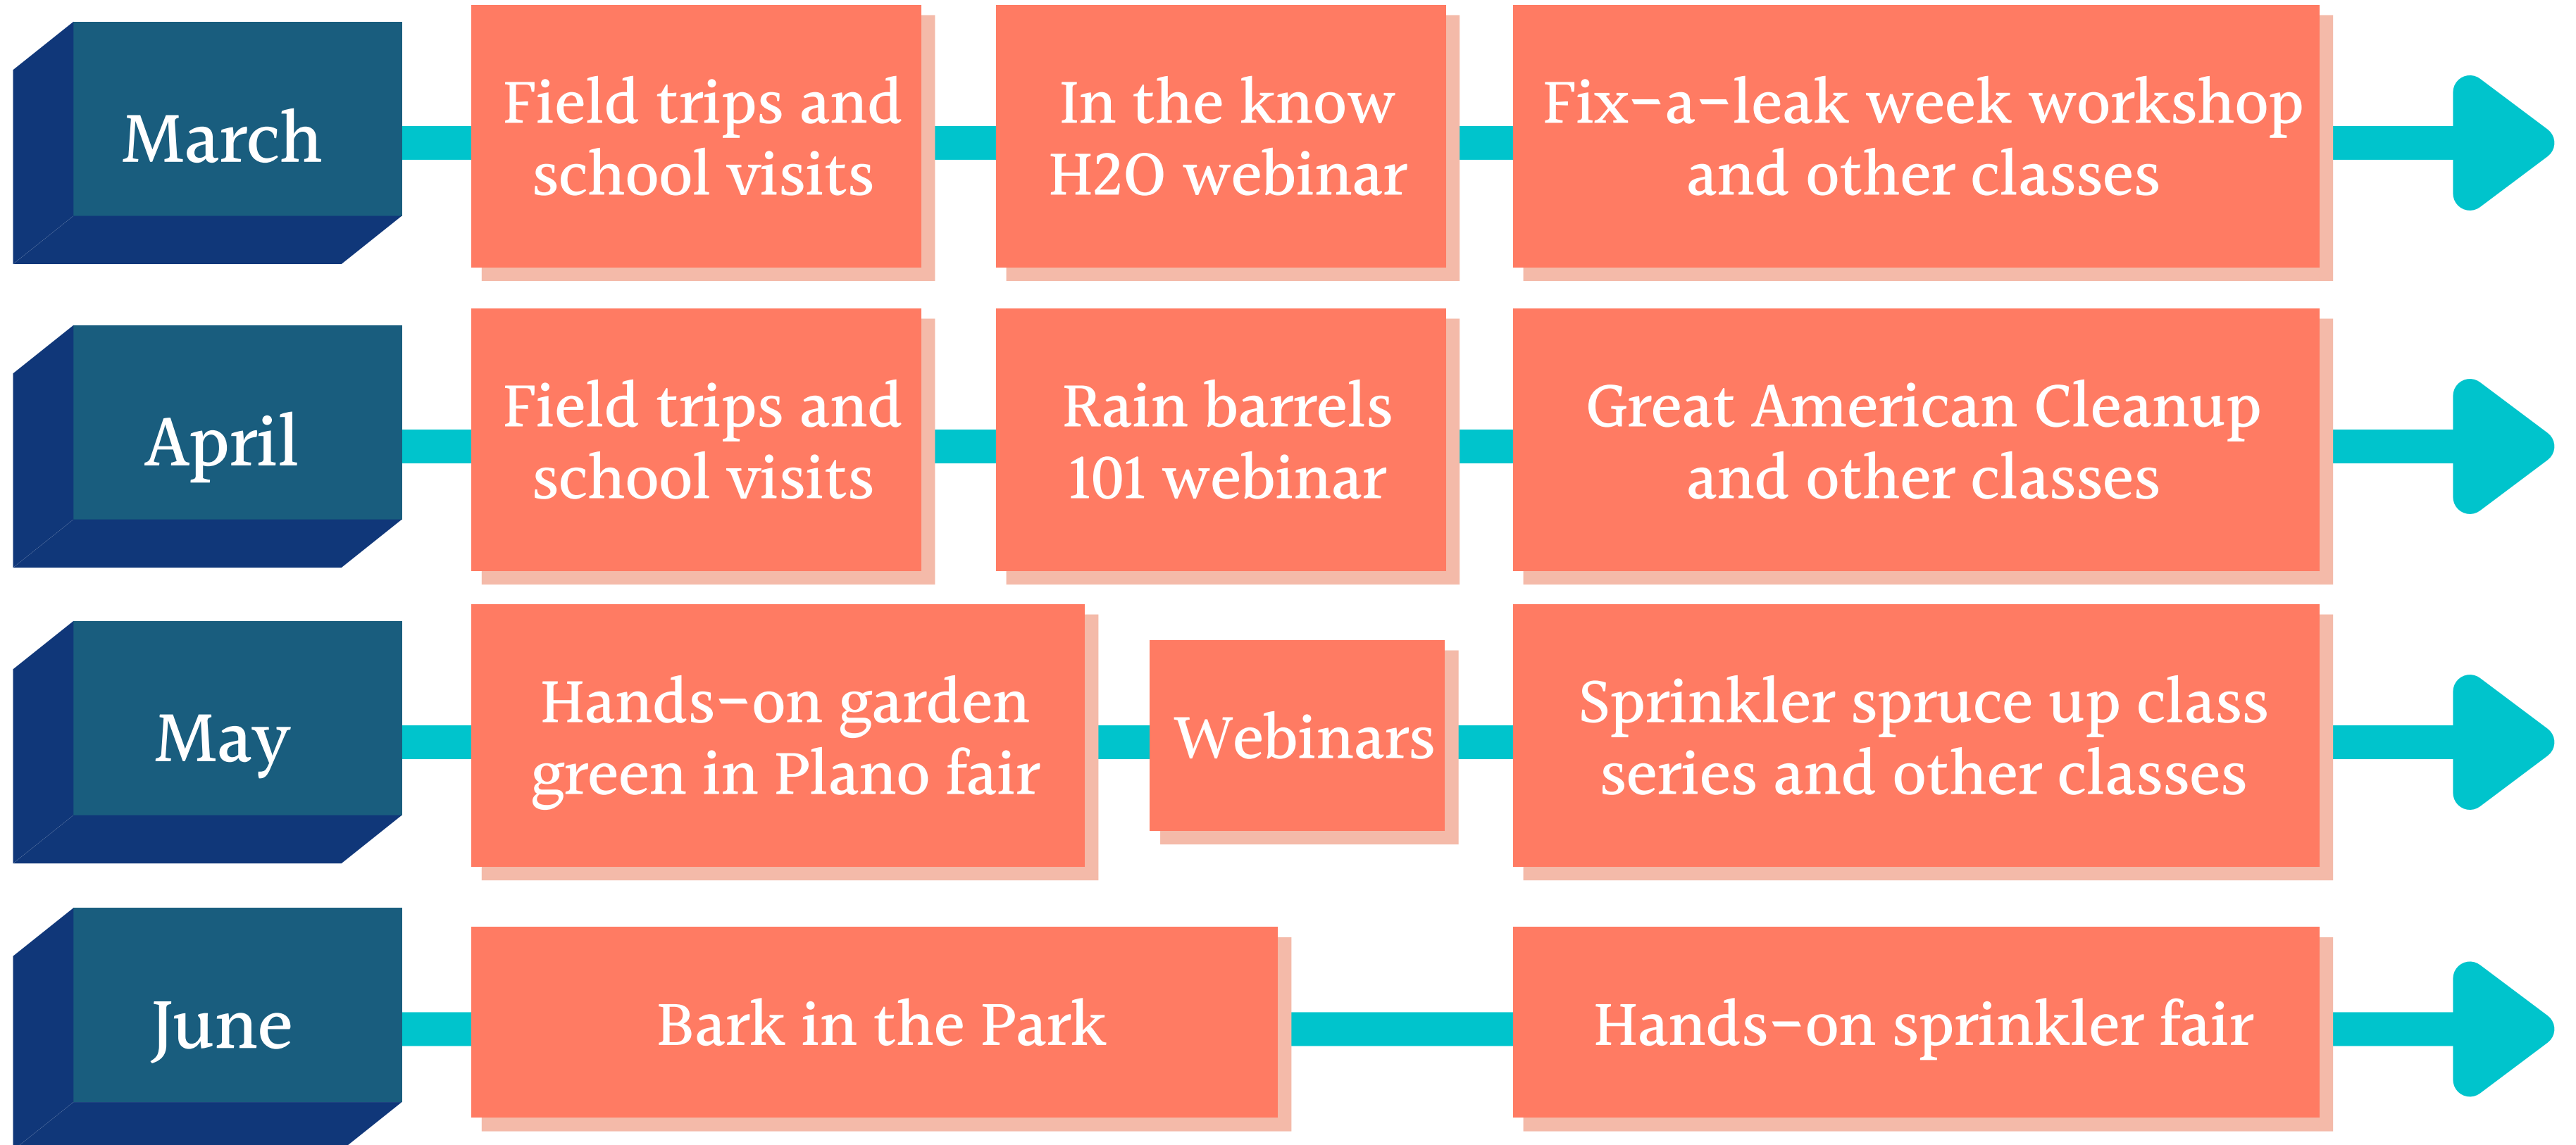 March
Field trips and
school visits
In the know
H2O webinar
Fix-a-leak week workshop
and other classes
April
Field trips and
school visits
Rain barrels
101 webinar
Great American Cleanup
and other classes
May
Hands-on garden
green in Plano fair
Webinars
Sprinkler spruce up class
series and other classes
June
Bark in the Park
Hands-on sprinkler fair